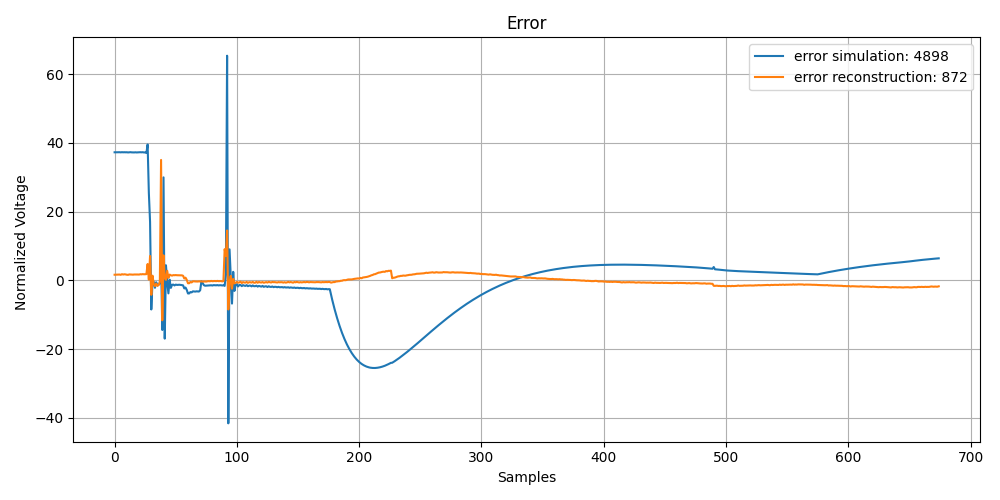 Error
error simulation: 4898
error reconstruction: 872
Normalized Voltage
60
40
20
0
−20
−40
0 100 200 300 400 500 600 700
Samples